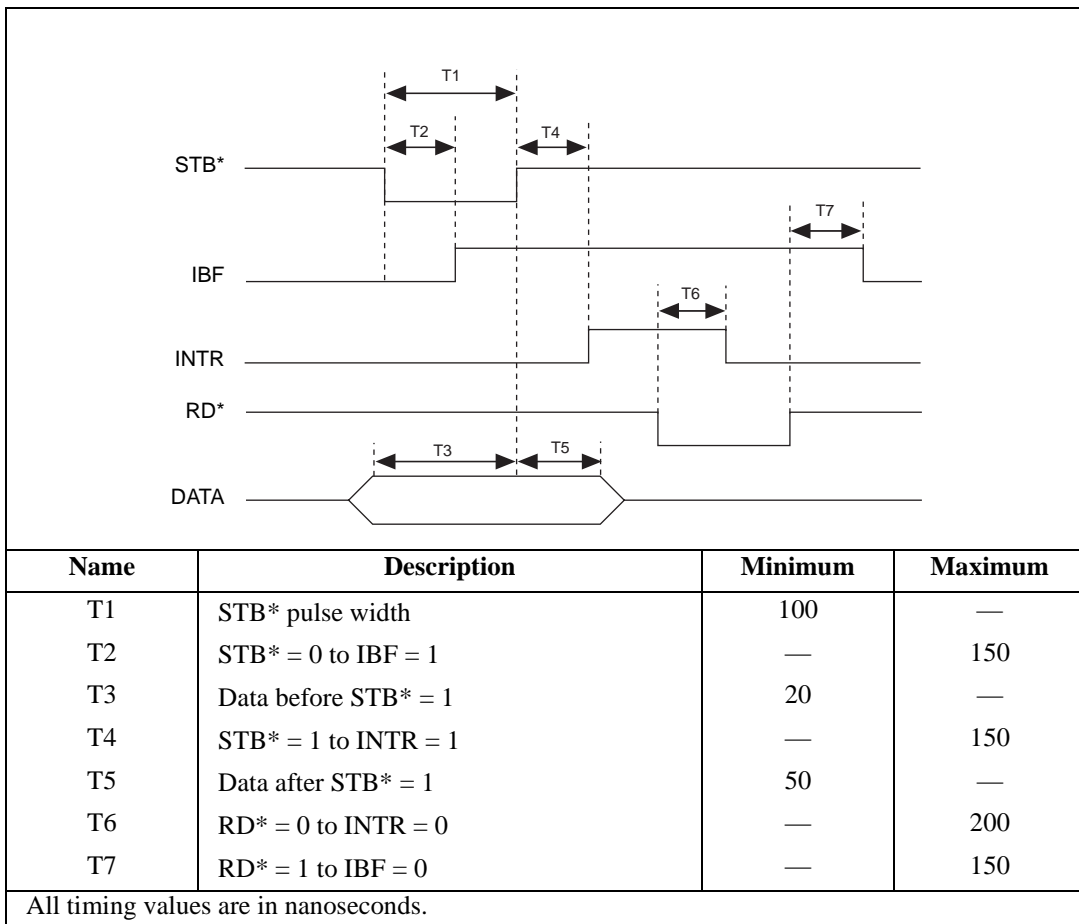 T1
T2
T4
STB*
T7
IBF
T6
INTR
RD*
T3
T5
DATA
Name Description Minimum Maximum
T1 STB* pulse width 100 —
T2 STB* = 0 to IBF = 1 — 150
T3 Data before STB* = 1 20 —
T4 STB* = 1 to INTR = 1 — 150
T5 Data after STB* = 1 50 —
T6 RD* = 0 to INTR = 0 — 200
T7 RD* = 1 to IBF = 0 — 150
All timing values are in nanoseconds.